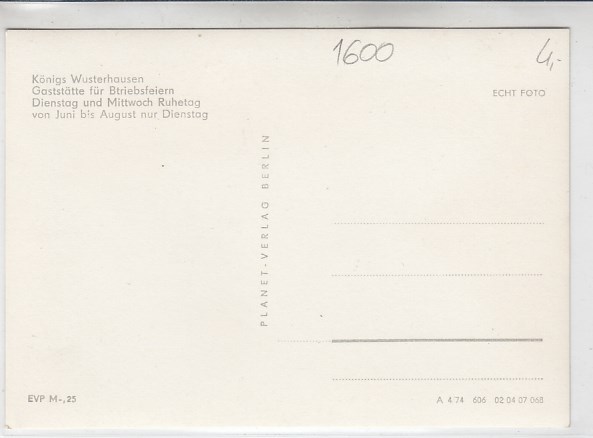 1600
4,-
Königs Wusterhausen
Gaststätte für Btriebsfeiern
Dienstag und Mittwoch Ruhetag
von Juni bis August nur Dienstag
ECHT FOTO
PLANET-VERLAG BERLIN
EVP M-,25
A 4/74 606 02 04 07 068